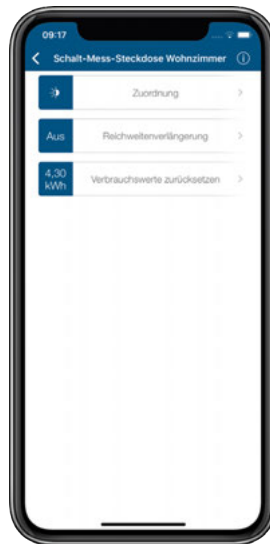 09:17
Schalt-Mess-Steckdose Wohnzimmer
Zuordnung
Aus
Reichweitenverlängerung
4,30
kWh
Verbrauchswerte zurücksetzen